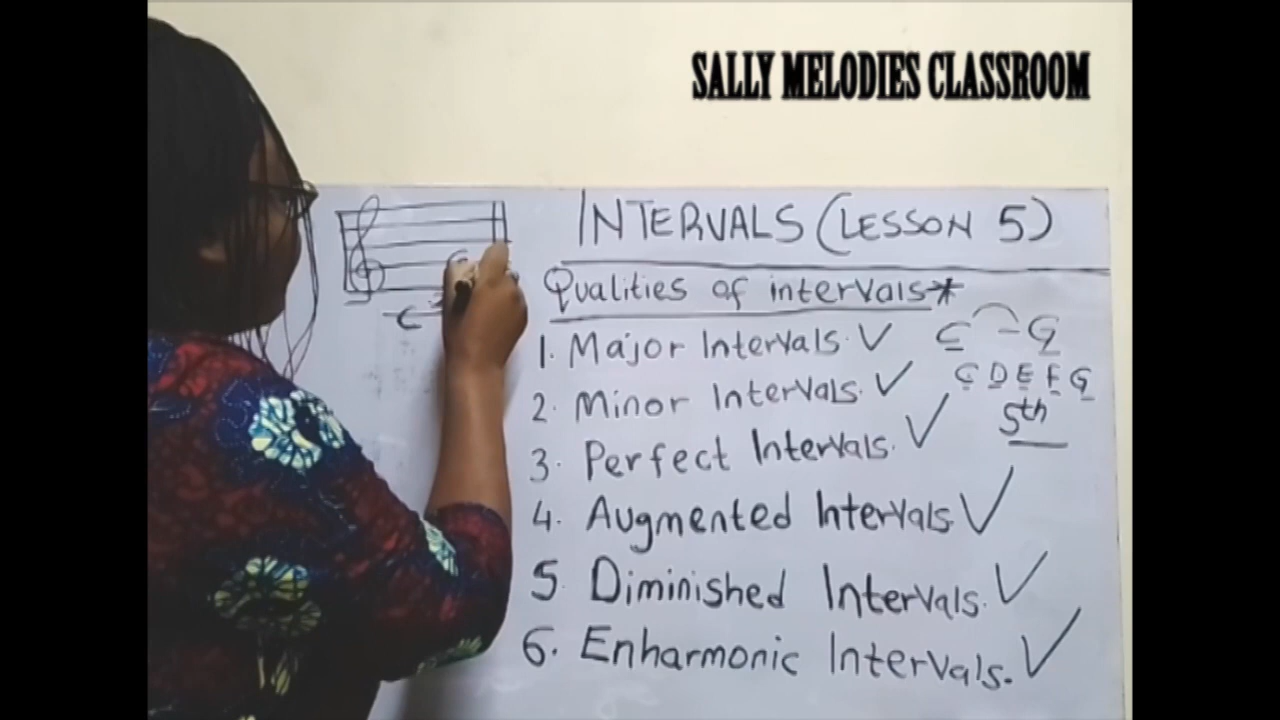 SALLY MELODIES CLASSROOM
INTERVALS (LESSON 5)
Qualities of intervals*
1. Major Intervals. ✓
2. Minor Intervals. ✓
3. Perfect Intervals. ✓
4. Augmented Intervals ✓
5. Diminished Intervals. ✓
6. Enharmonic Intervals. ✓
C - G
C D E F G
5th
C